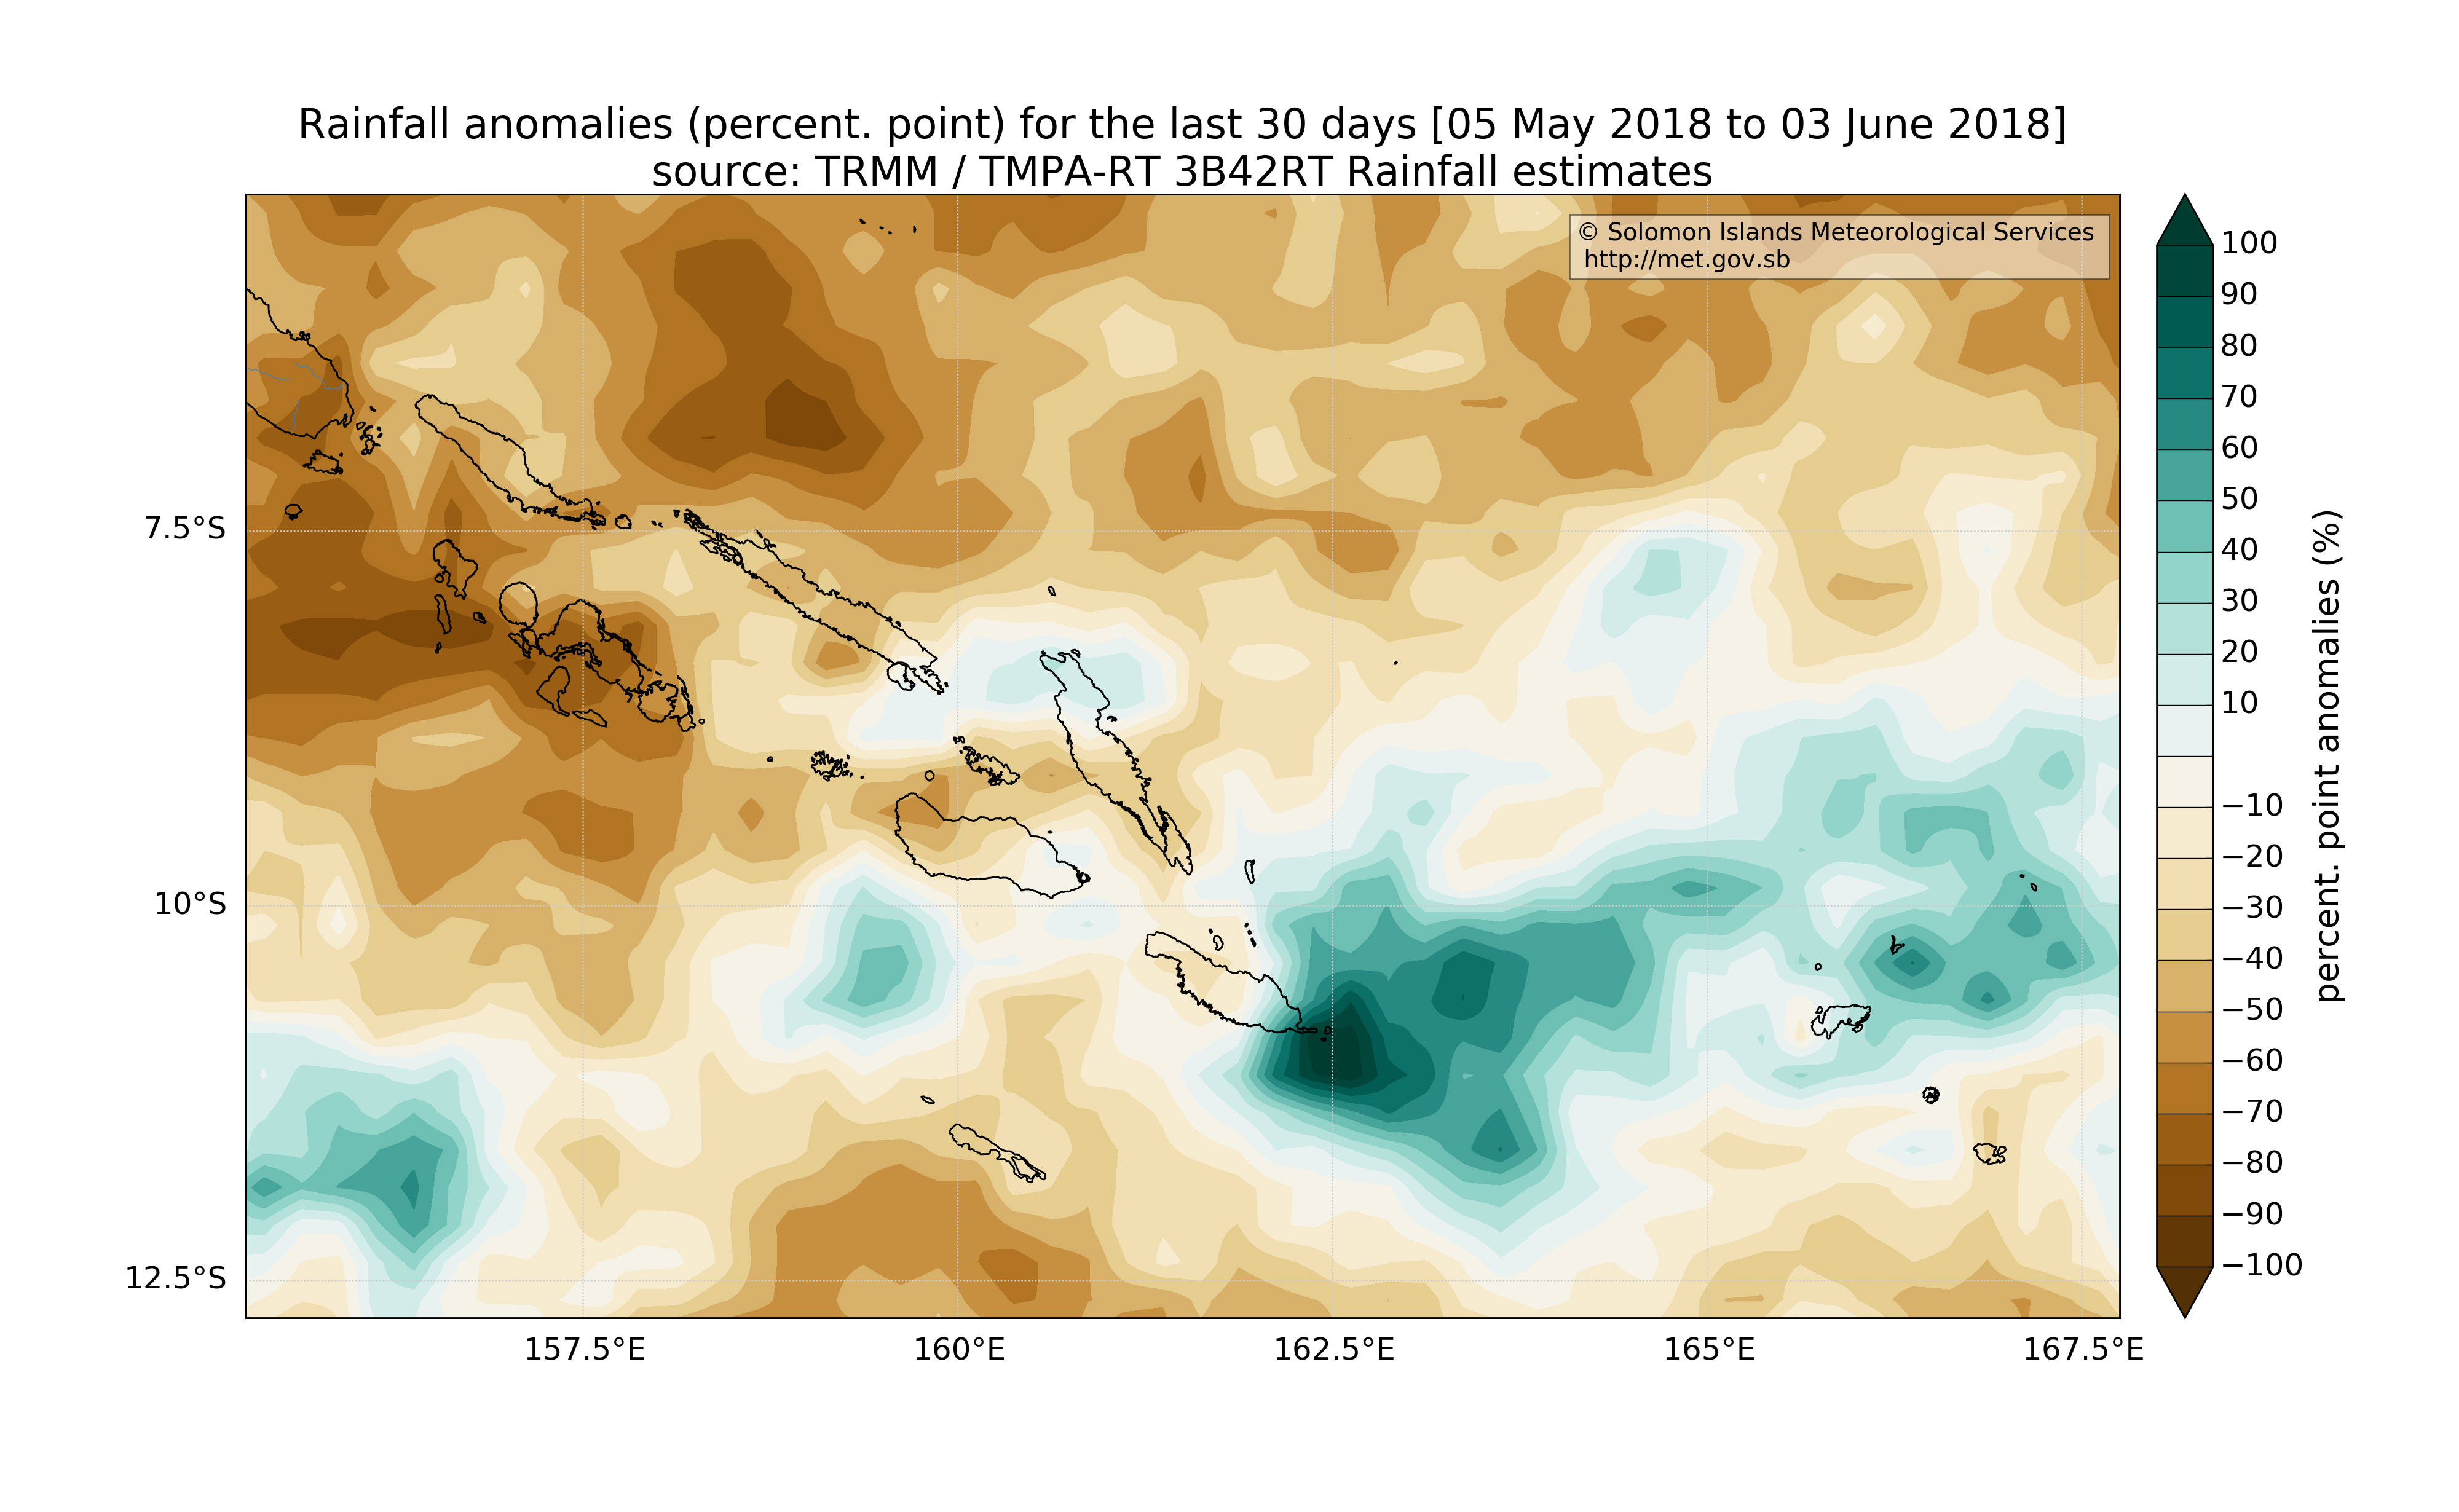 Rainfall anomalies (percent. point) for the last 30 days [05 May 2018 to 03 June 2018]
source: TRMM / TMPA-RT 3B42RT Rainfall estimates
© Solomon Islands Meteorological Services
http://met.gov.sb
7.5°S
10°S
12.5°S
157.5°E
160°E
162.5°E
165°E
167.5°E
100
90
80
70
60
50
40
30
20
10
−10
−20
−30
−40
−50
−60
−70
−80
−90
−100
percent. point anomalies (%)